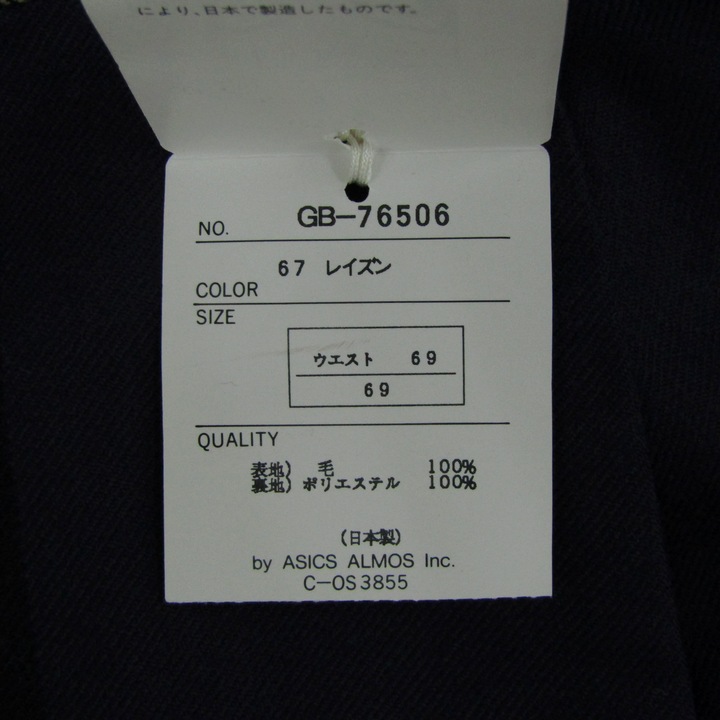 により、日本で製造したものです。
NO. GB-76506
67 レイズン
COLOR
SIZE
ウエスト 69
69
QUALITY
表地) 毛 100%
裏地) ポリエステル 100%
(日本製)
by ASICS ALMOS Inc.
C-OS3855